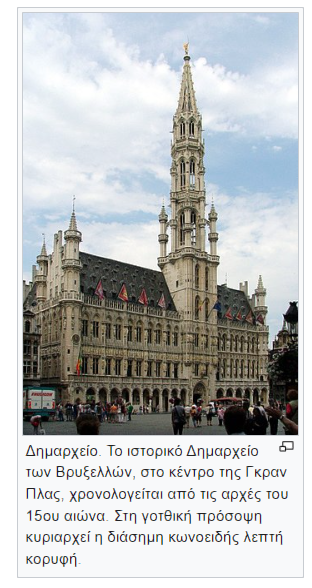 Δημαρχείο. Το ιστορικό Δημαρχείο
των Βρυξελλών, στο κέντρο της Γκραν
Πλας, χρονολογείται από τις αρχές του
15ου αιώνα. Στη γοτθική πρόσοψη
κυριαρχεί η διάσημη κωνοειδής λεπτή
κορυφή.